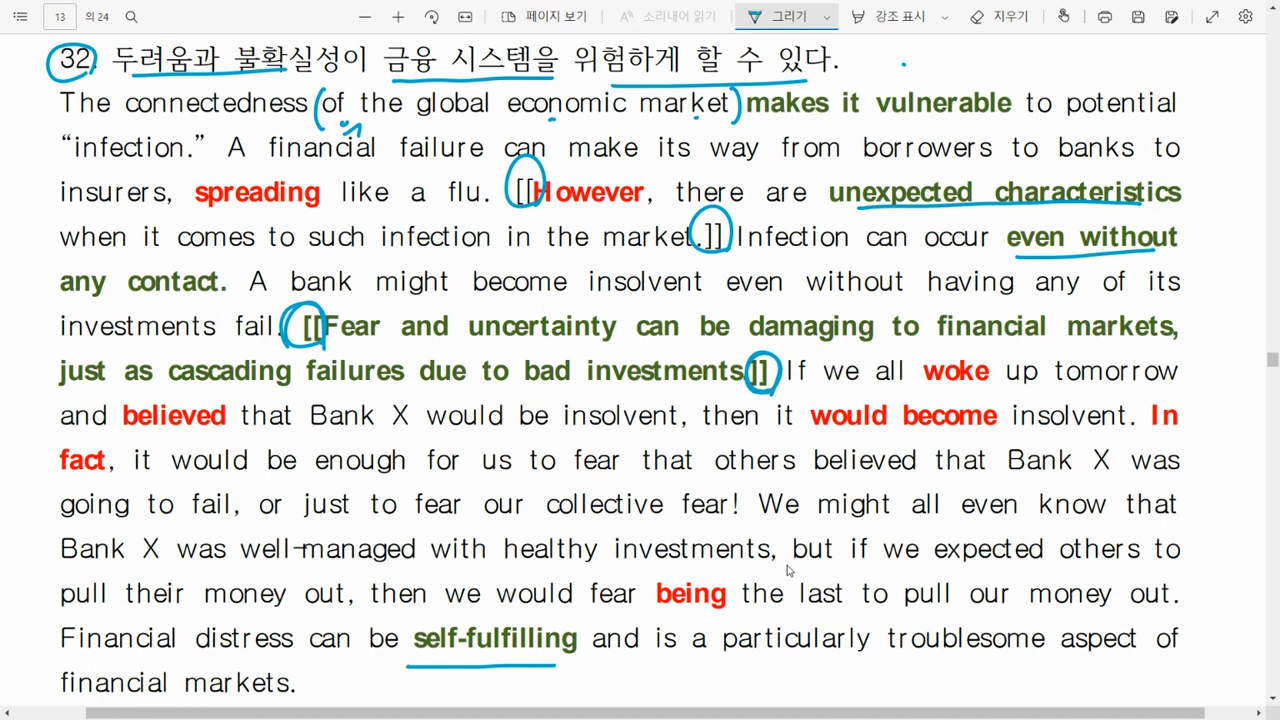 13 의 24 페이지 보기 소리내어 읽기 그리기 강조 표시 지우기
32. 두려움과 불확실성이 금융 시스템을 위험하게 할 수 있다.
The connectedness (of the global economic market) makes it vulnerable to potential
“infection.” A financial failure can make its way from borrowers to banks to
insurers, spreading like a flu. [[However, there are unexpected characteristics
when it comes to such infection in the market.]] Infection can occur even without
any contact. A bank might become insolvent even without having any of its
investments fail. [[Fear and uncertainty can be damaging to financial markets,
just as cascading failures due to bad investments.]] If we all woke up tomorrow
and believed that Bank X would be insolvent, then it would become insolvent. In
fact, it would be enough for us to fear that others believed that Bank X was
going to fail, or just to fear our collective fear! We might all even know that
Bank X was well-managed with healthy investments, but if we expected others to
pull their money out, then we would fear being the last to pull our money out.
Financial distress can be self-fulfilling and is a particularly troublesome aspect of
financial markets.